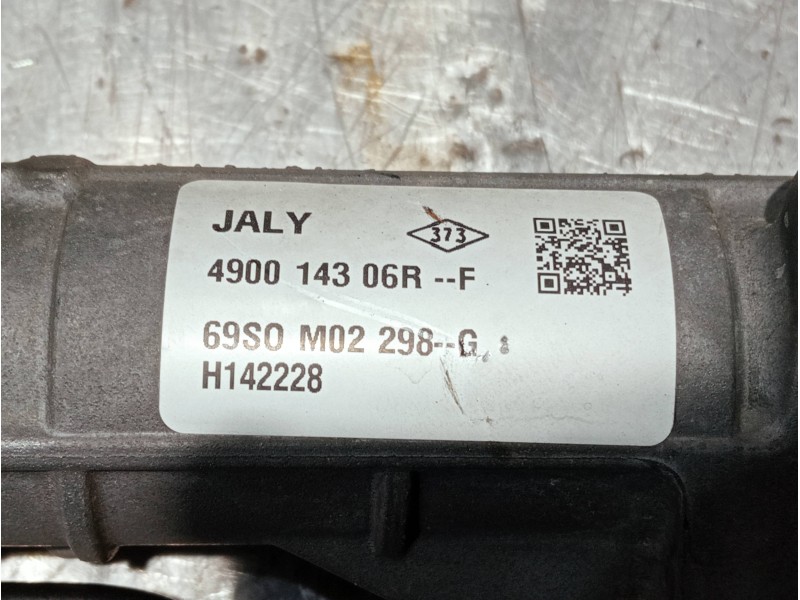 JALY
373
4900 143 06R --F
69SO M02 298--G
H142228